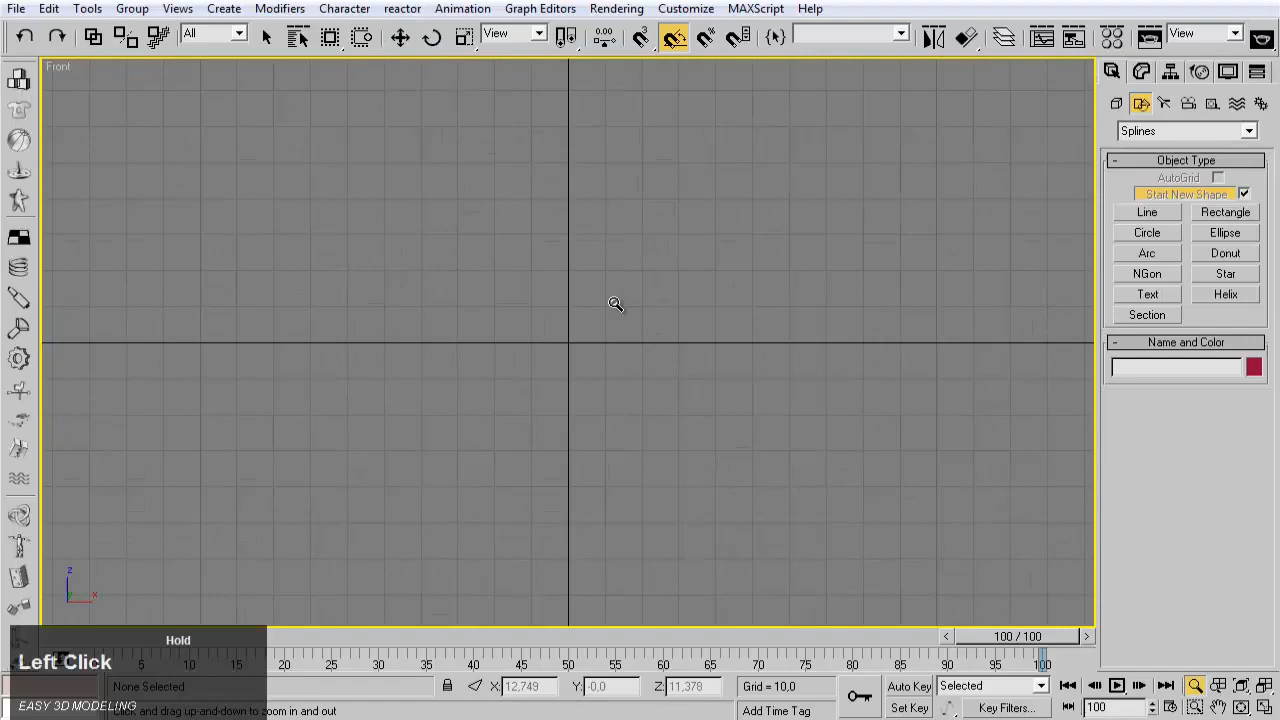 File Edit Tools Group Views Create Modifiers Character reactor Animation Graph Editors Rendering Customize MAXScript Help
All View 0.00 View
Front
Splines
- Object Type
AutoGrid
Start New Shape
Line Rectangle
Circle Ellipse
Arc Donut
NGon Star
Text Helix
Section
- Name and Color
z
x
Hold
Left Click
EASY 3D MODELING
< 100 / 100 >
5 10 15 20 25 30 35 40 45 50 55 60 65 70 75 80 85 90 95 100
None Selected X: 12,749 Y: -0,0 Z: 11,378 Grid = 10,0 Auto Key Selected
Click and drag up-and-down to zoom in and out Add Time Tag Set Key Key Filters... 100